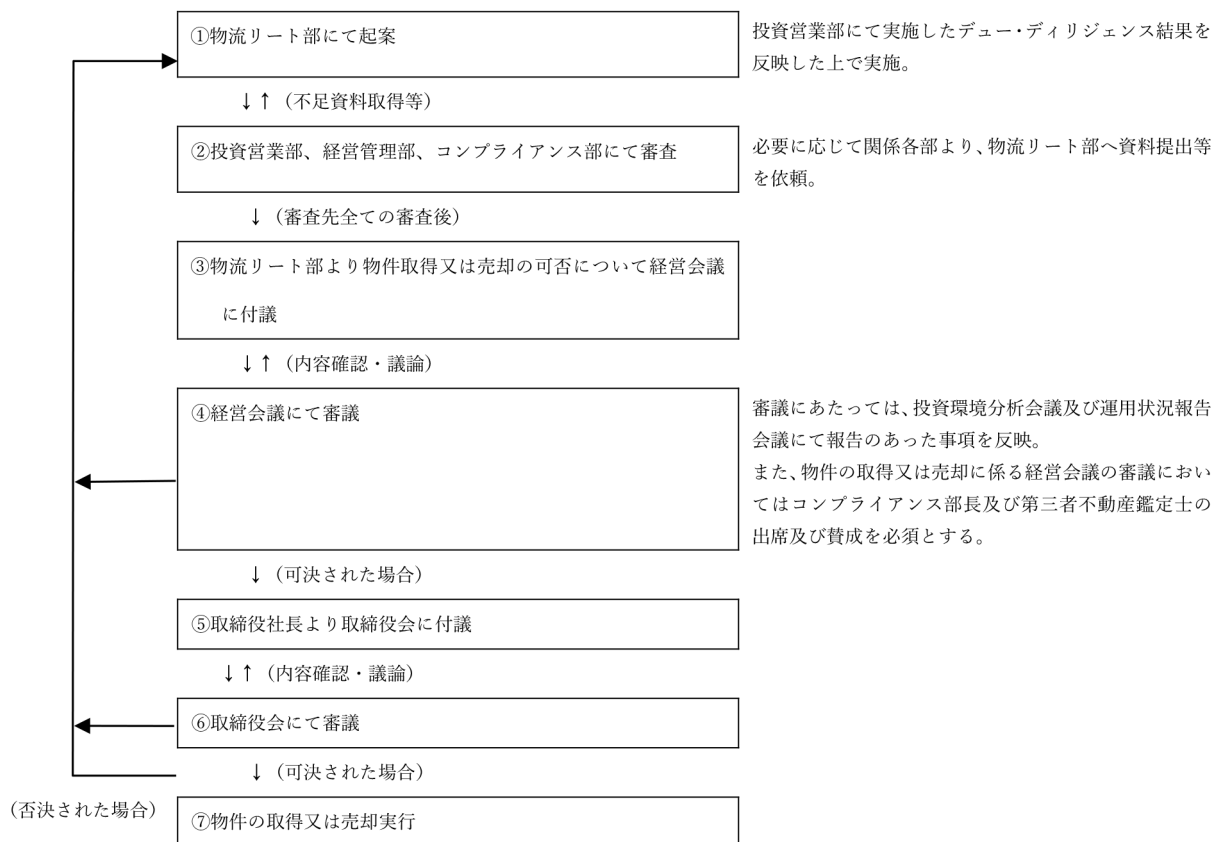 ①物流リート部にて起案
投資営業部にて実施したデュー・ディリジェンス結果を
反映した上で実施。
↓↑（不足資料取得等）
②投資営業部、経営管理部、コンプライアンス部にて審査
必要に応じて関係各部より、物流リート部へ資料提出等
を依頼。
↓（審査先全ての審査後）
③物流リート部より物件取得又は売却の可否について経営会議
に付議
↓↑（内容確認・議論）
④経営会議にて審議
審議にあたっては、投資環境分析会議及び運用状況報告
会議にて報告のあった事項を反映。
また、物件の取得又は売却に係る経営会議の審議におい
てはコンプライアンス部長及び第三者不動産鑑定士の
出席及び賛成を必須とする。
↓（可決された場合）
⑤取締役社長より取締役会に付議
↓↑（内容確認・議論）
⑥取締役会にて審議
↓（可決された場合）
（否決された場合）
⑦物件の取得又は売却実行